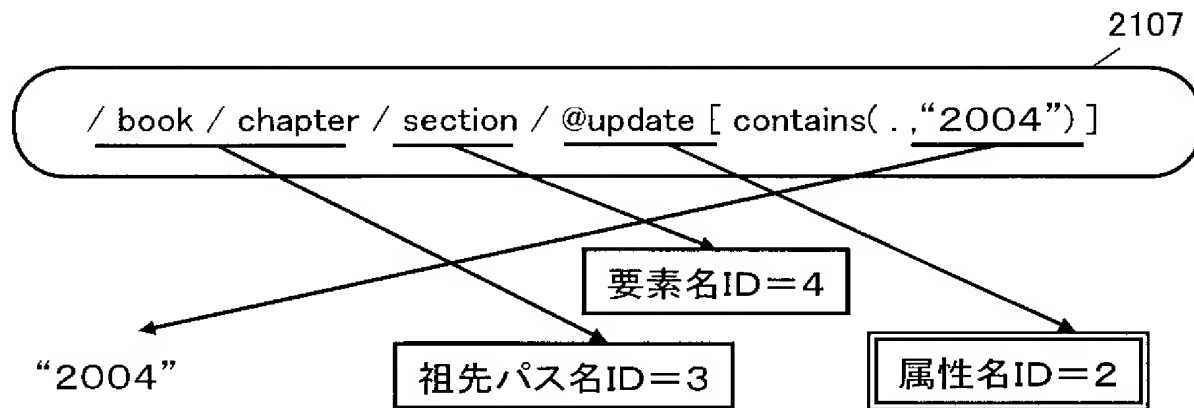 2107
/ book / chapter / section / @update [ contains( . ,“2004”) ]
要素名ID=4
“2004”
祖先パス名ID=3
属性名ID=2